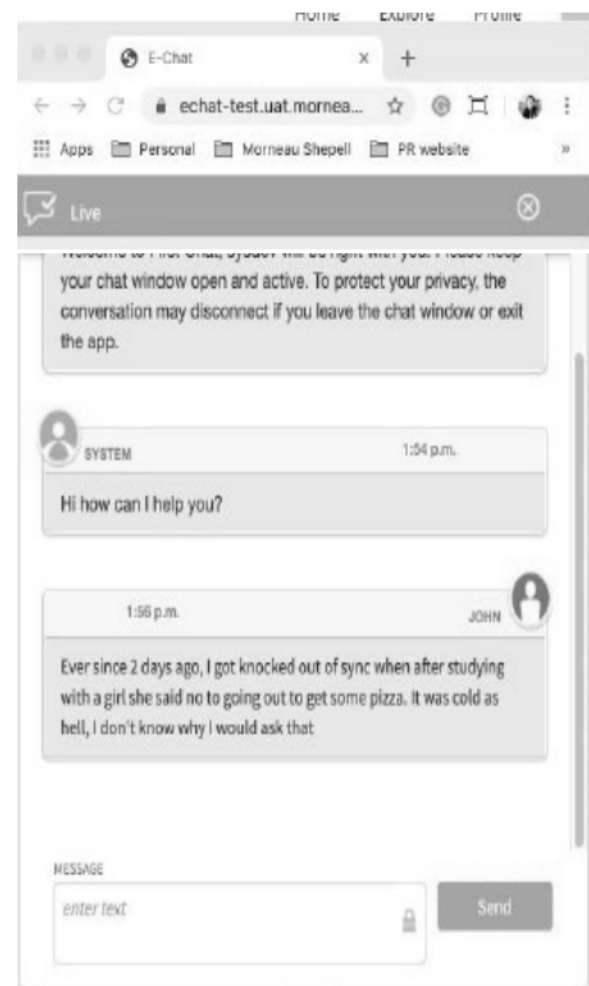 Home Explore Profile
E-Chat x +
echat-test.uat.mornea...
Apps Personal Morneau Shepell PR website »
Live
your chat window open and active. To protect your privacy, the
conversation may disconnect if you leave the chat window or exit
the app.
SYSTEM 1:54 p.m.
Hi how can I help you?
1:56 p.m. JOHN
Ever since 2 days ago, I got knocked out of sync when after studying
with a girl she said no to going out to get some pizza. It was cold as
hell, I don't know why I would ask that
MESSAGE
enter text
Send